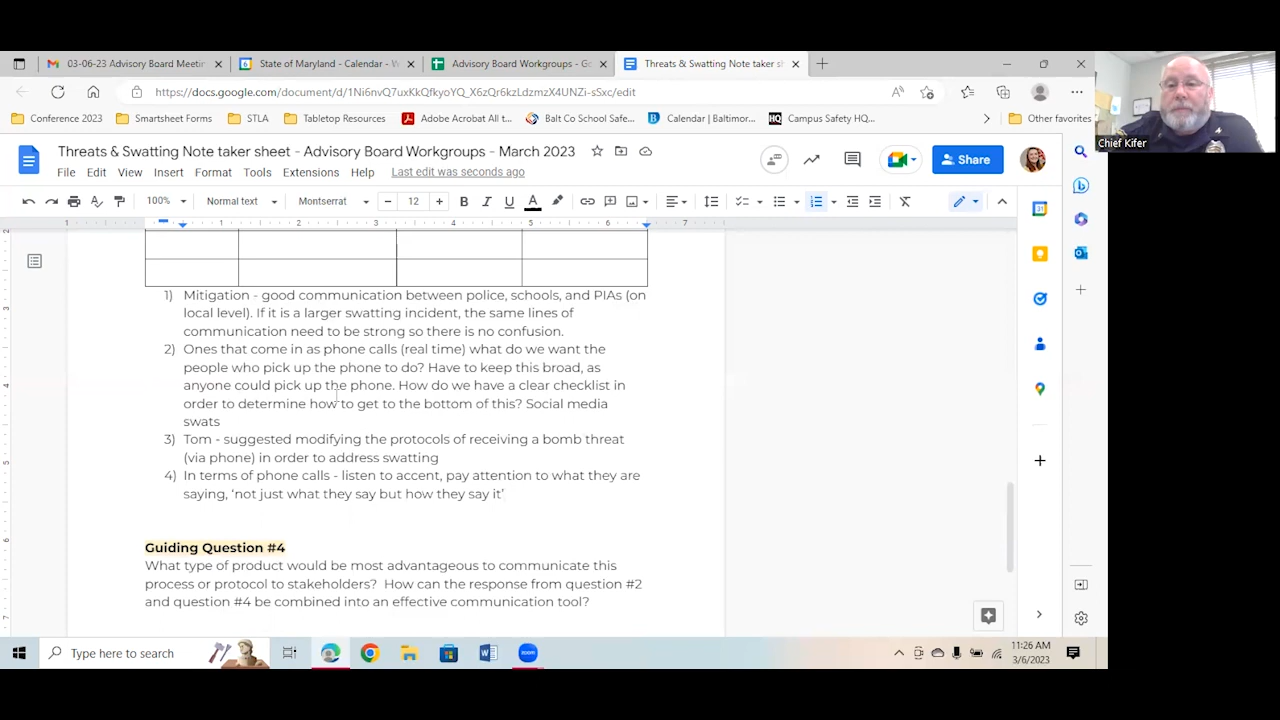 03-06-23 Advisory Board Meetin
State of Maryland - Calendar - W
Advisory Board Workgroups - Go
Threats & Swatting Note taker sh
https://docs.google.com/document/d/1Ni6nvQ7uxKkQfkyoYQ_X6zQr6kzLdzmzX4UNZi-sSxc/edit
Conference 2023
Smartsheet Forms
STLA
Tabletop Resources
Adobe Acrobat All t...
Balt Co School Safe...
Calendar | Baltimor...
HQ
Campus Safety HQ...
Other favorites
Chief Kifer
Threats & Swatting Note taker sheet - Advisory Board Workgroups - March 2023
File Edit View Insert Format Tools Extensions Help Last edit was seconds ago
Share
100% Normal text Montserrat 12
1 1 2 3 4 5 6 7
1) Mitigation - good communication between police, schools, and PIAs (on
local level). If it is a larger swatting incident, the same lines of
communication need to be strong so there is no confusion.
2) Ones that come in as phone calls (real time) what do we want the
people who pick up the phone to do? Have to keep this broad, as
anyone could pick up the phone. How do we have a clear checklist in
order to determine how to get to the bottom of this? Social media
swats
3) Tom - suggested modifying the protocols of receiving a bomb threat
(via phone) in order to address swatting
4) In terms of phone calls - listen to accent, pay attention to what they are
saying, ‘not just what they say but how they say it’
Guiding Question #4
What type of product would be most advantageous to communicate this
process or protocol to stakeholders?  How can the response from question #2
and question #4 be combined into an effective communication tool?
Type here to search
zoom
11:26 AM
3/6/2023